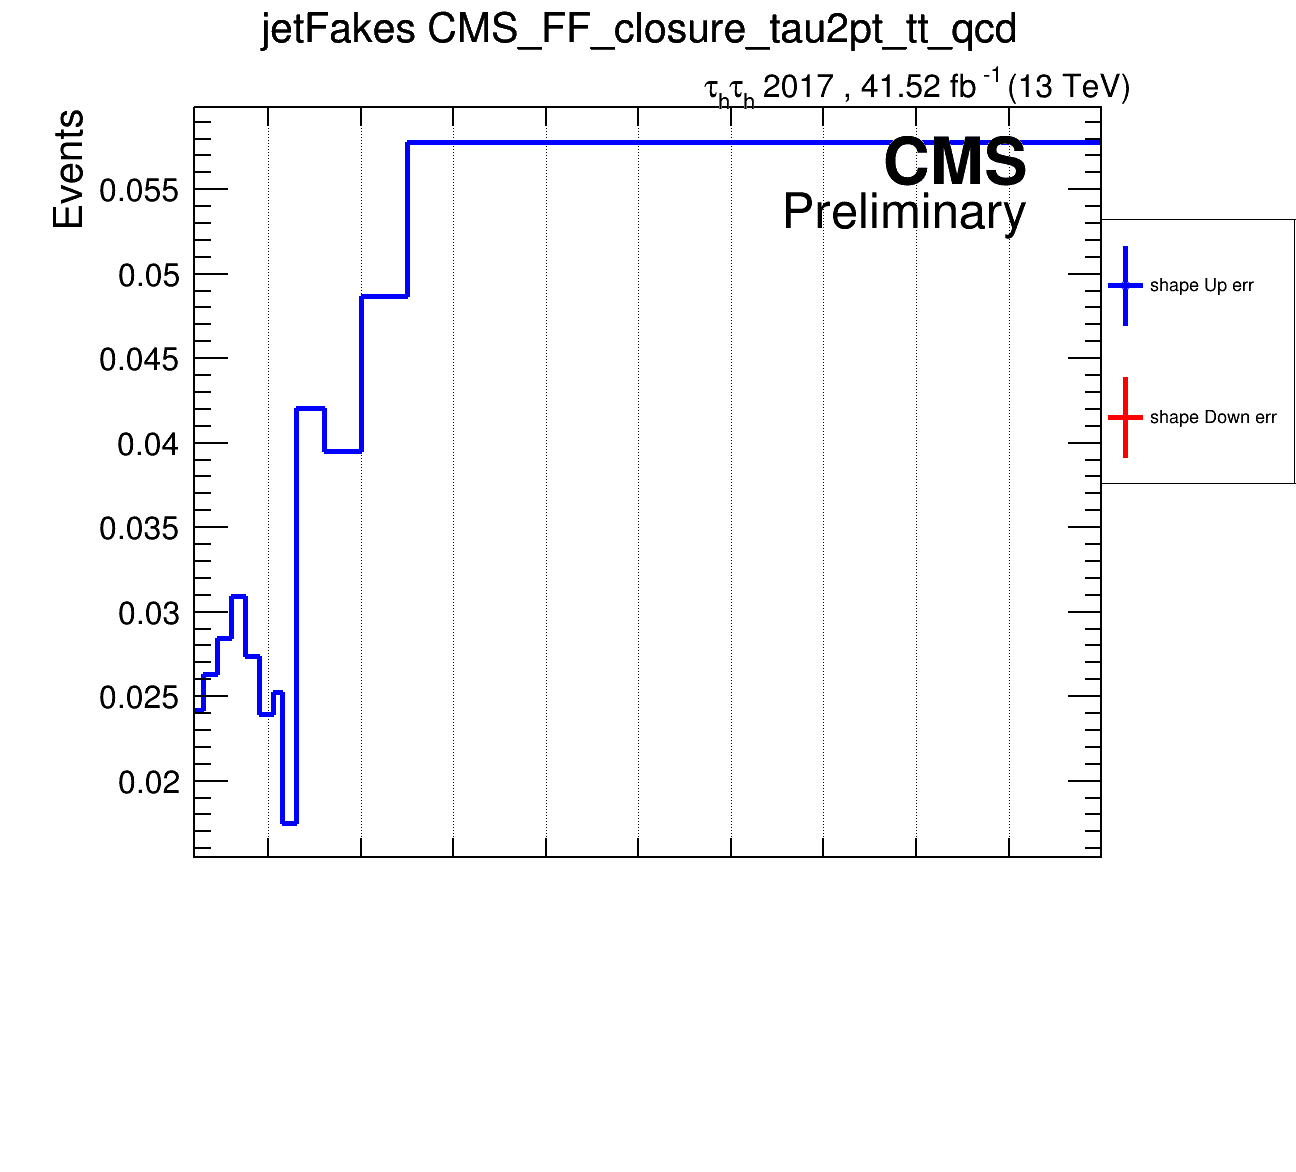 jetFakes CMS_FF_closure_tau2pt_tt_qcd
τhτh 2017 , 41.52 fb -1 (13 TeV)
Events
CMS
Preliminary
0.055
0.05
0.045
0.04
0.035
0.03
0.025
0.02
shape Up err
shape Down err